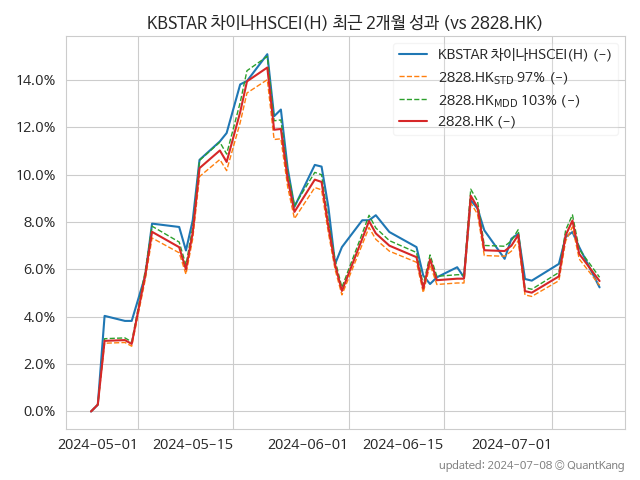 KBSTAR 차이나HSCEI(H) 최근 2개월 성과 (vs 2828.HK)
KBSTAR 차이나HSCEI(H) (-)
2828.HKSTD 97% (-)
2828.HKMDD 103% (-)
2828.HK (-)
14.0%
12.0%
10.0%
8.0%
6.0%
4.0%
2.0%
0.0%
2024-05-01 2024-05-15 2024-06-01 2024-06-15 2024-07-01
updated: 2024-07-08 © QuantKang